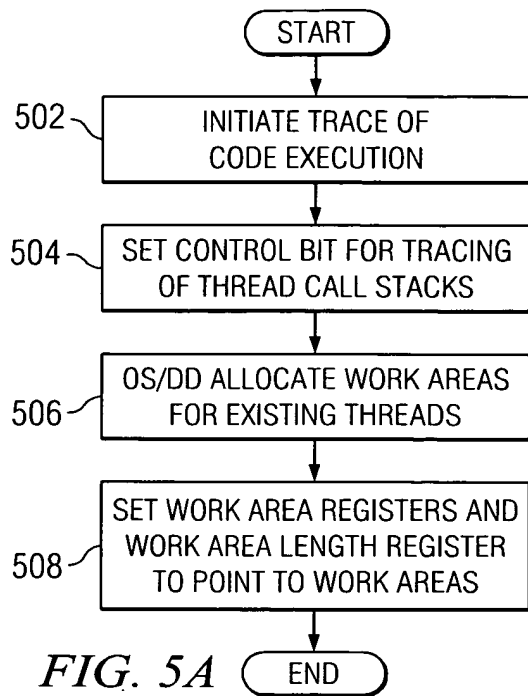 START
502
INITIATE TRACE OF
CODE EXECUTION
504
SET CONTROL BIT FOR TRACING
OF THREAD CALL STACKS
506
OS/DD ALLOCATE WORK AREAS
FOR EXISTING THREADS
508
SET WORK AREA REGISTERS AND
WORK AREA LENGTH REGISTER
TO POINT TO WORK AREAS
FIG. 5A
END